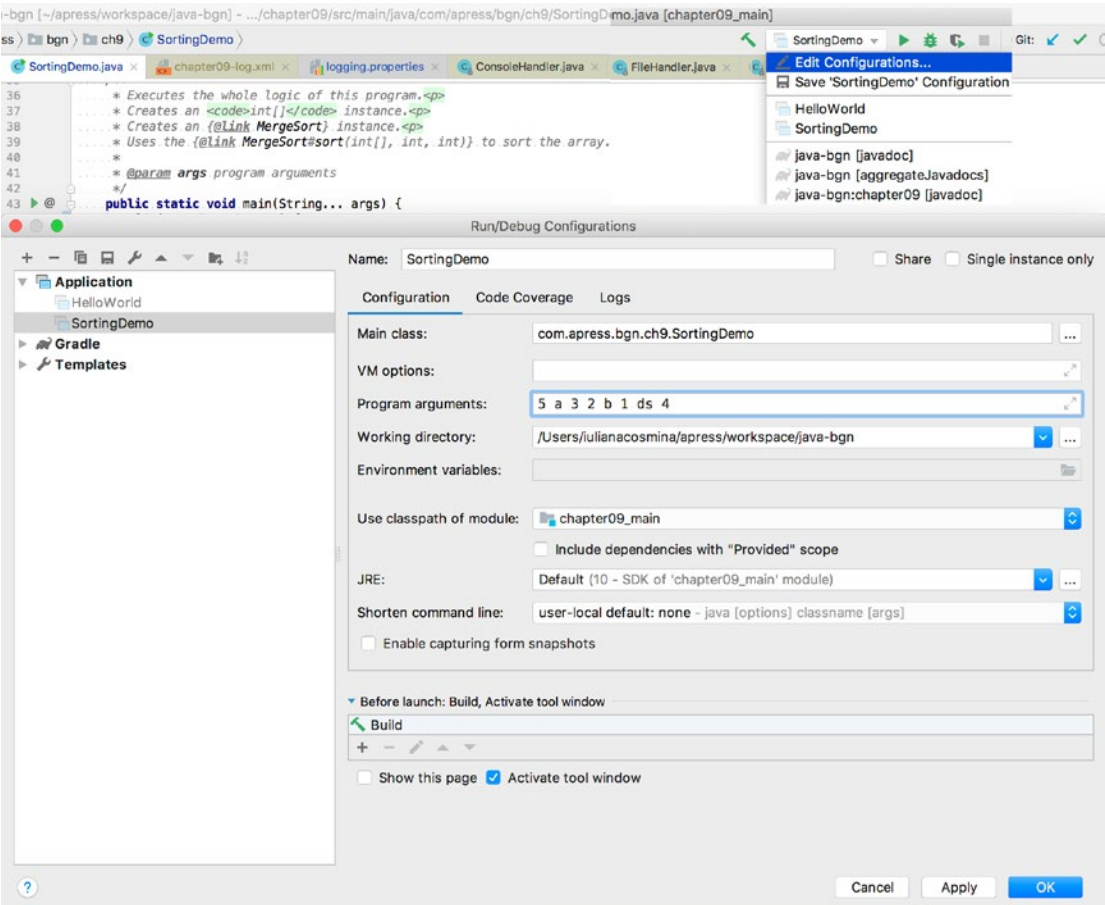 -bgn [~/apress/workspace/java-bgn] - .../chapter09/src/main/java/com/apress/bgn/ch9/SortingDemo.java [chapter09_main]
ss bgn ch9 SortingDemo
SortingDemo Git:
SortingDemo.java chapter09-log.xml logging.properties ConsoleHandler.java FileHandler.java
Edit Configurations...
Save 'SortingDemo' Configuration
HelloWorld
SortingDemo
java-bgn [javadoc]
java-bgn [aggregateJavadocs]
java-bgn:chapter09 [javadoc]
36 * Executes the whole logic of this program.<p>
37 * Creates an <code>int[]</code> instance.<p>
38 * Creates an {@link MergeSort} instance.<p>
39 * Uses the {@link MergeSort#sort(int[], int, int)} to sort the array.
40 *
41 * @param args program arguments
42 */
43 @ public static void main(String... args) {
Run/Debug Configurations
Application
HelloWorld
SortingDemo
Gradle
Templates
Name: SortingDemo Share Single instance only
Configuration Code Coverage Logs
Main class: com.apress.bgn.ch9.SortingDemo ...
VM options:
Program arguments: 5 a 3 2 b 1 ds 4
Working directory: /Users/iulianacosmina/apress/workspace/java-bgn ...
Environment variables:
Use classpath of module: chapter09_main
Include dependencies with "Provided" scope
JRE: Default (10 - SDK of 'chapter09_main' module) ...
Shorten command line: user-local default: none - java [options] classname [args]
Enable capturing form snapshots
Before launch: Build, Activate tool window
Build
Show this page Activate tool window
? Cancel Apply OK